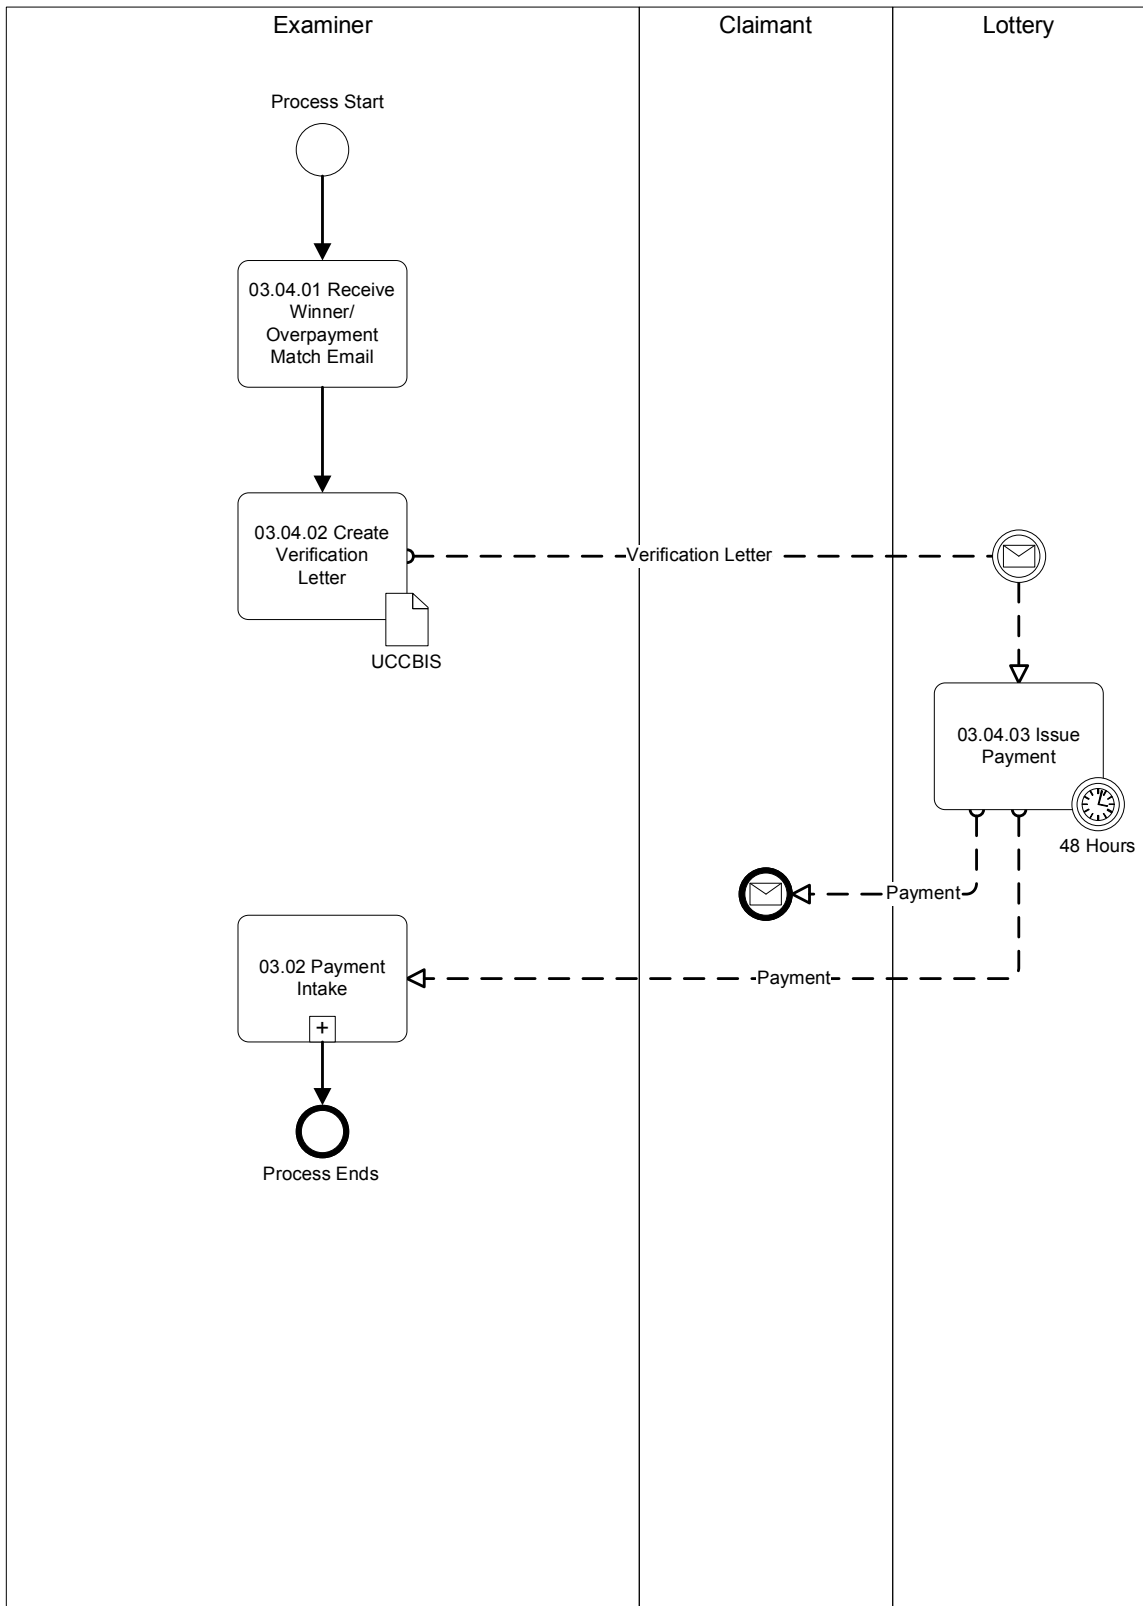 Examiner
Claimant
Lottery
Process Start
03.04.01 Receive
Winner/
Overpayment
Match Email
03.04.02 Create
Verification
Letter
Verification Letter
UCCBIS
03.04.03 Issue
Payment
48 Hours
Payment
03.02 Payment
Intake
+
Payment
Process Ends